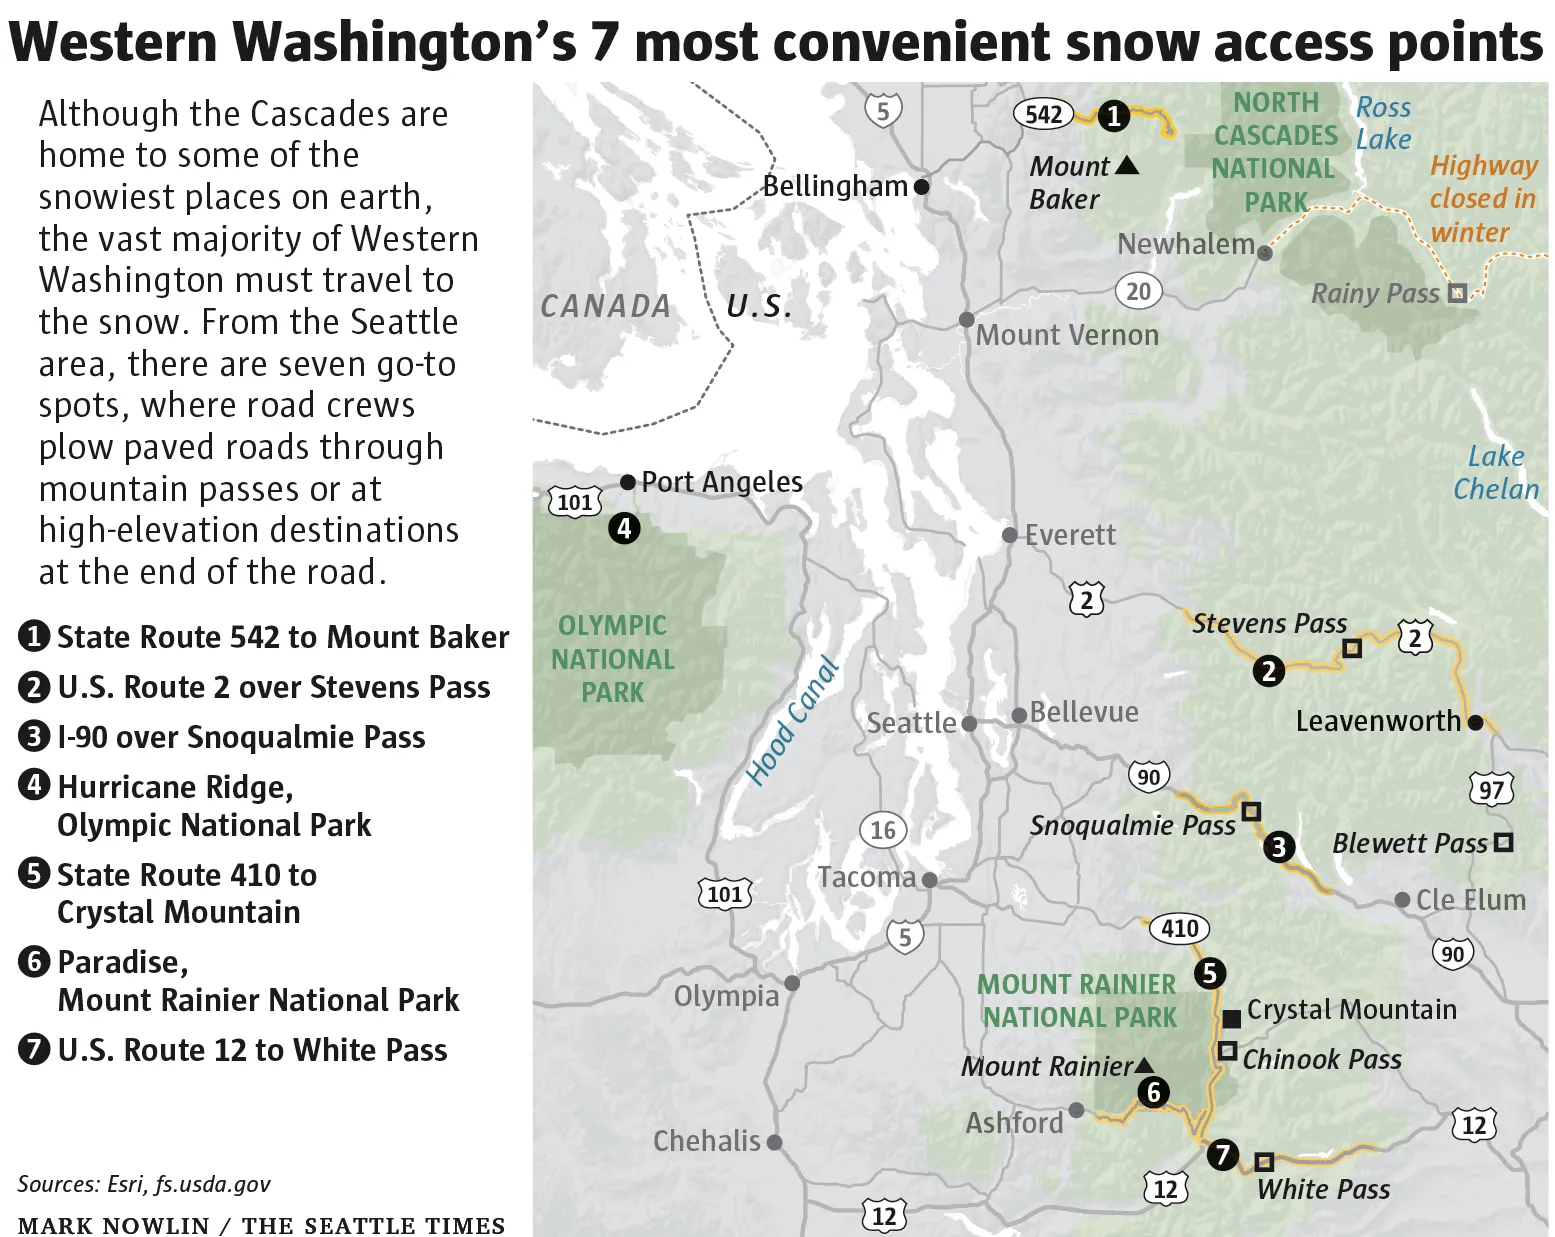 Western Washington's 7 most convenient snow access points
Although the Cascades are
home to some of the
snowiest places on earth,
the vast majority of Western
Washington must travel to
the snow. From the Seattle
area, there are seven go-to
spots, where road crews
plow paved roads through
mountain passes or at
high-elevation destinations
at the end of the road.
1 State Route 542 to Mount Baker
2 U.S. Route 2 over Stevens Pass
3 I-90 over Snoqualmie Pass
4 Hurricane Ridge,
Olympic National Park
5 State Route 410 to
Crystal Mountain
6 Paradise,
Mount Rainier National Park
7 U.S. Route 12 to White Pass
Sources: Esri, fs.usda.gov
MARK NOWLIN / THE SEATTLE TIMES
5
542
1
NORTH
CASCADES
NATIONAL
PARK
Ross
Lake
Highway
closed in
winter
Mount
Baker
Bellingham
Newhalem
CANADA
U.S.
20
Rainy Pass
Mount Vernon
Lake
Chelan
Port Angeles
101
4
Everett
2
Stevens Pass
2
2
OLYMPIC
NATIONAL
PARK
Hood Canal
Seattle
Bellevue
Leavenworth
90
97
Snoqualmie Pass
3
Blewett Pass
16
Tacoma
101
Cle Elum
5
410
90
5
Olympia
MOUNT RAINIER
NATIONAL PARK
Crystal Mountain
Chinook Pass
Mount Rainier
6
Ashford
12
Chehalis
7
12
White Pass
12